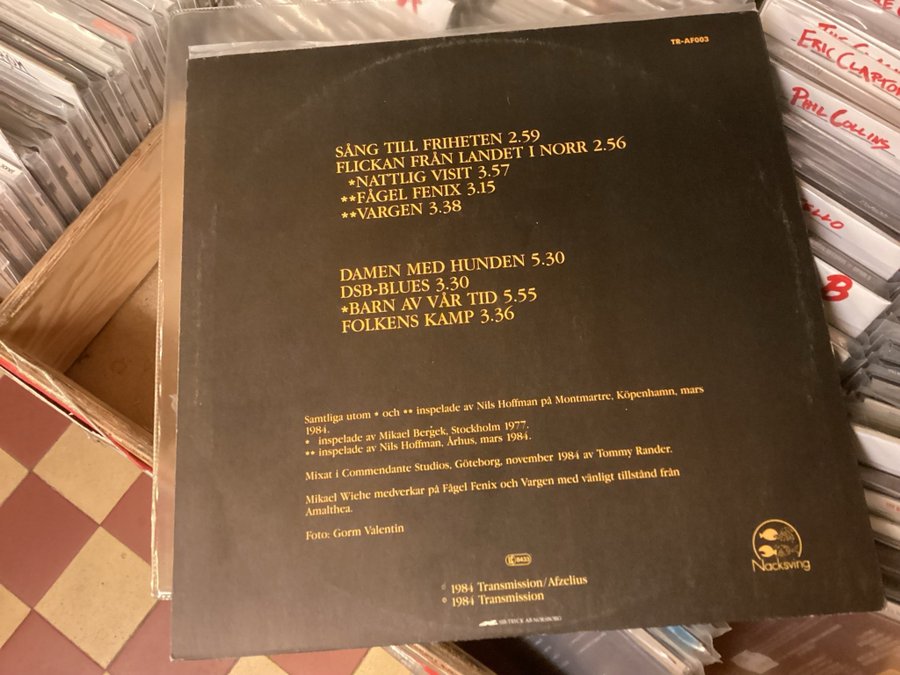 TR-AF003
SÅNG TILL FRIHETEN 2.59
FLICKAN FRÅN LANDET I NORR 2.56
*NATTLIG VISIT 3.57
**FÅGEL FENIX 3.15
**VARGEN 3.38
DAMEN MED HUNDEN 5.30
DSB-BLUES 3.30
*BARN AV VÅR TID 5.55
FOLKENS KAMP 3.36
Samtliga utom * och ** inspelade av Nils Hoffman på Montmartre, Köpenhamn, mars
1984.
* inspelade av Mikael Bergek, Stockholm 1977.
** inspelade av Nils Hoffman, Århus, mars 1984.
Mixat i Commendante Studios, Göteborg, november 1984 av Tommy Rander.
Mikael Wiehe medverkar på Fågel Fenix och Vargen med vänligt tillstånd från
Amalthea.
Foto: Gorm Valentin
Nacksving
1984 Transmission/Afzelius
1984 Transmission
ERIC CLAPTON
PHIL COLLINS
B